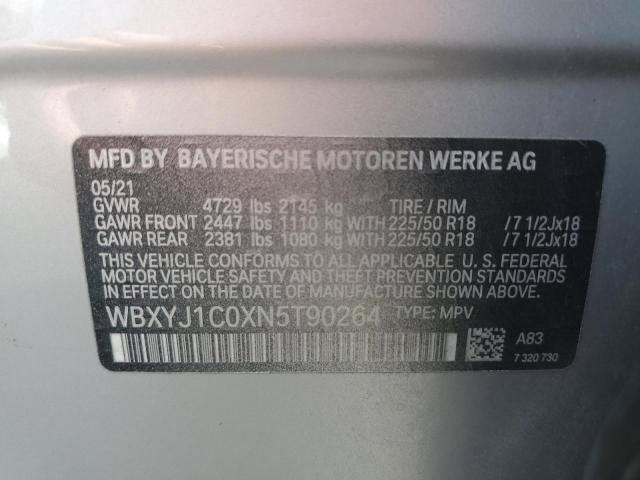 MFD BY BAYERISCHE MOTOREN WERKE AG
05/21
GVWR 4729 lbs 2145 kg TIRE / RIM
GAWR FRONT 2447 lbs 1110 kg WITH 225/50 R18 /7 1/2Jx18
GAWR REAR 2381 lbs 1080 kg WITH 225/50 R18 /7 1/2Jx18
THIS VEHICLE CONFORMS TO ALL APPLICABLE U. S. FEDERAL
MOTOR VEHICLE SAFETY AND THEFT PREVENTION STANDARDS
IN EFFECT ON THE DATE OF MANUFACTURE SHOWN ABOVE.
WBXYJ1C0XN5T90264 TYPE: MPV
A83
7 320 730